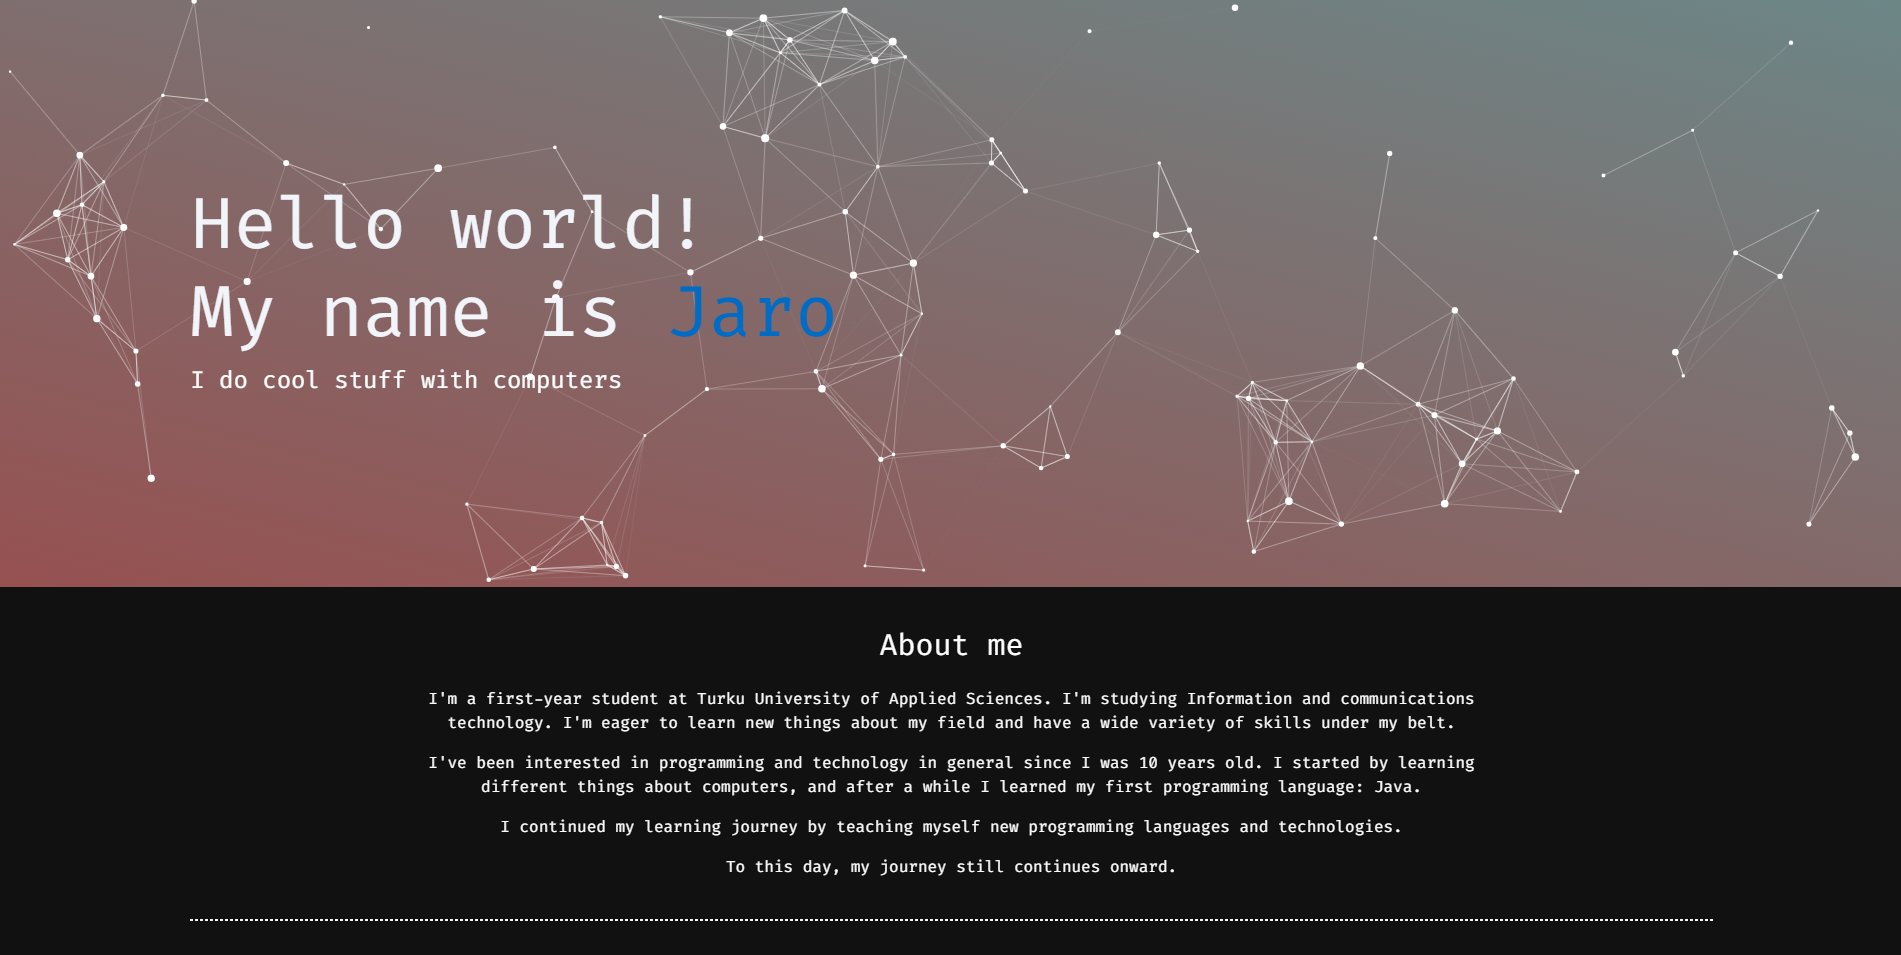 Hello world!
My name is Jaro
I do cool stuff with computers
About me
I'm a first-year student at Turku University of Applied Sciences. I'm studying Information and communications
technology. I'm eager to learn new things about my field and have a wide variety of skills under my belt.
I've been interested in programming and technology in general since I was 10 years old. I started by learning
different things about computers, and after a while I learned my first programming language: Java.
I continued my learning journey by teaching myself new programming languages and technologies.
To this day, my journey still continues onward.